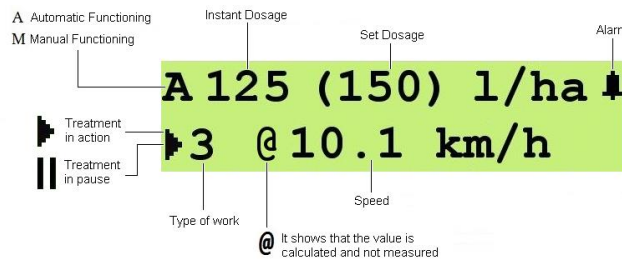 A Automatic Functioning
M Manual Functioning
Instant Dosage
Set Dosage
Alarm
A 125 (150) l/ha
Treatment
in action
3 @ 10.1 km/h
Treatment
in pause
Type of work
Speed
@ It shows that the value is
calculated and not measured